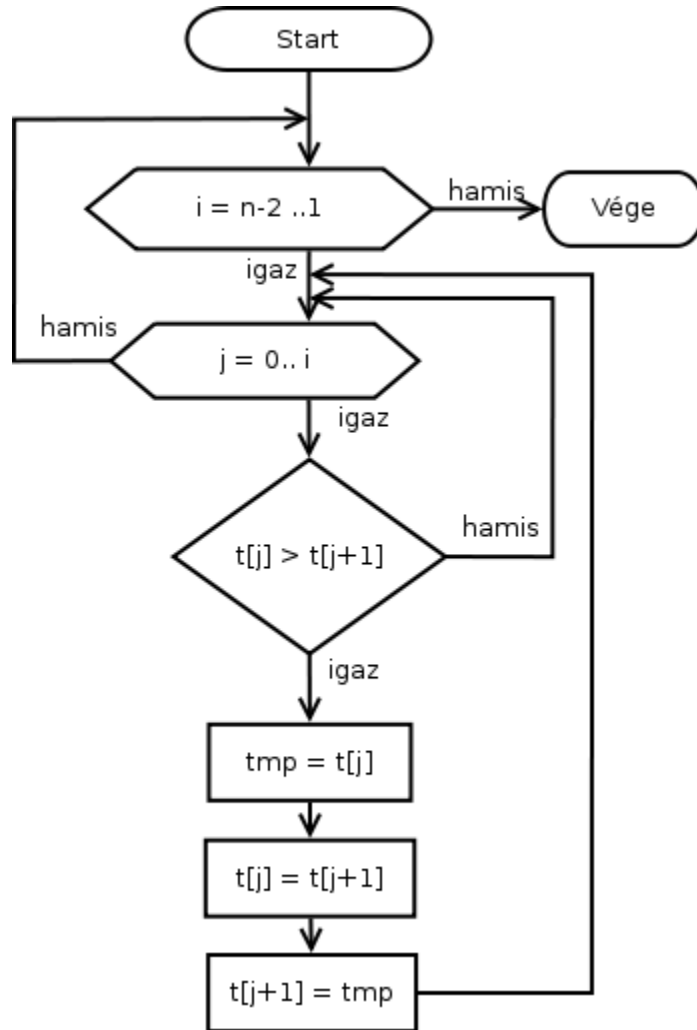 Start
i = n-2 ..1
hamis
Vége
igaz
hamis
j = 0.. i
igaz
t[j] > t[j+1]
hamis
igaz
tmp = t[j]
t[j] = t[j+1]
t[j+1] = tmp